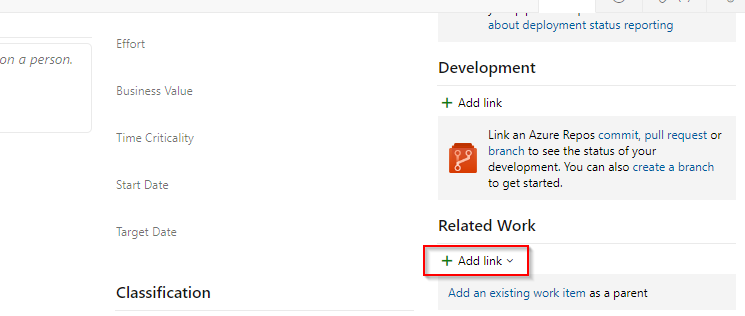 about deployment status reporting
on a person.
Effort
Business Value
Time Criticality
Start Date
Target Date
Classification
Development
+ Add link
Link an Azure Repos commit, pull request or
branch to see the status of your
development. You can also create a branch
to get started.
Related Work
+ Add link
Add an existing work item as a parent